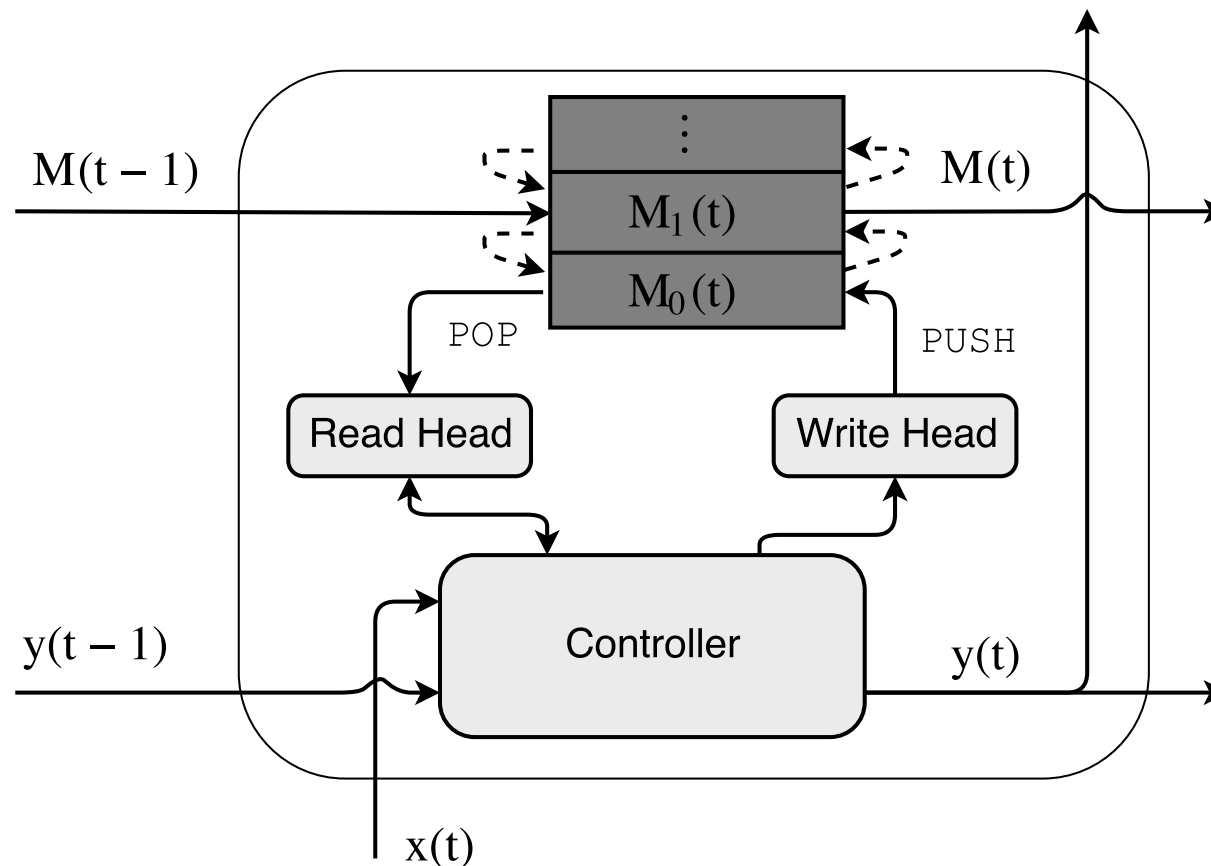 ⋮
M(t − 1)
M(t)
M₁(t)
M₀(t)
POP
PUSH
Read Head
Write Head
y(t − 1)
Controller
y(t)
x(t)